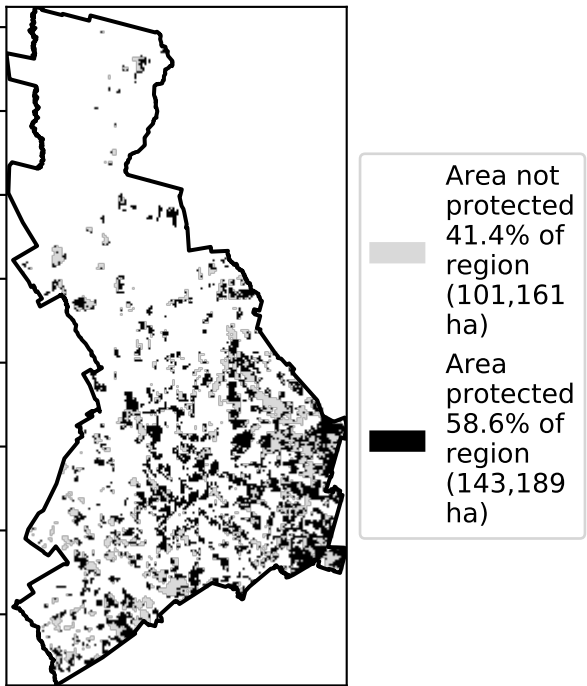 Area not
protected
41.4% of
region
(101,161
ha)
Area
protected
58.6% of
region
(143,189
ha)